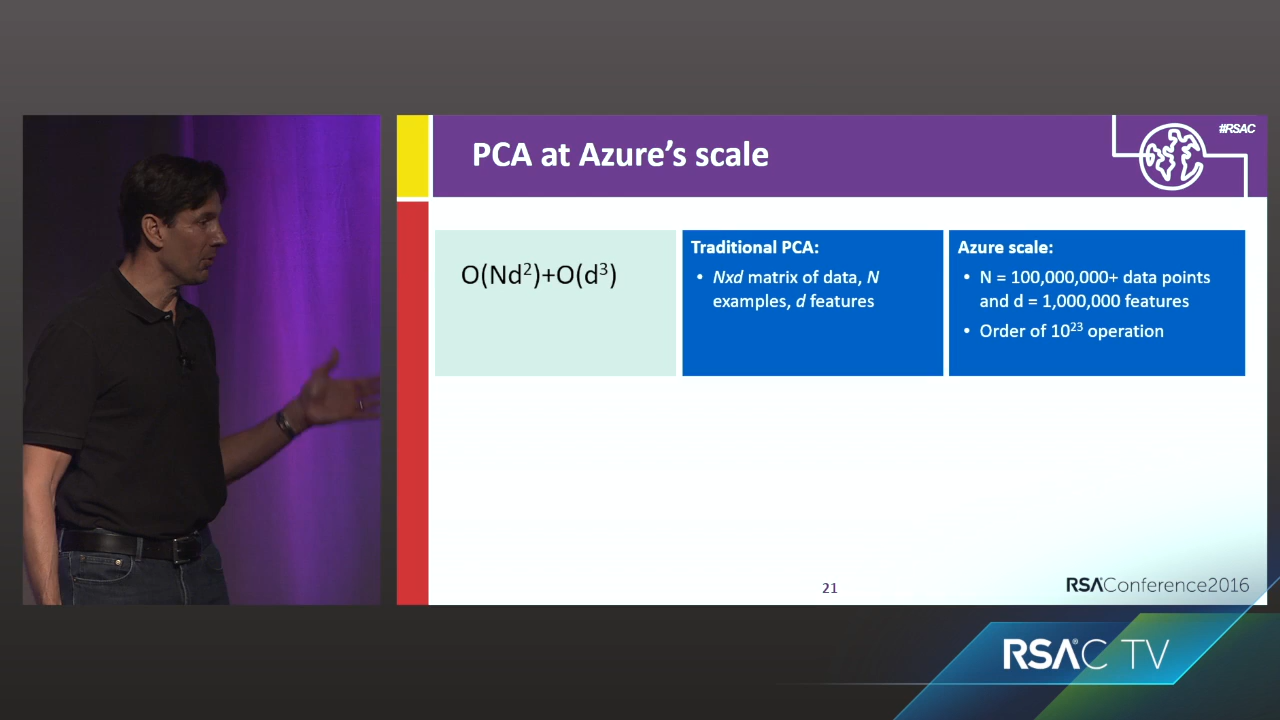 #RSAC
PCA at Azure's scale
O(Nd²)+O(d³)
Traditional PCA:
• Nxd matrix of data, N
examples, d features
Azure scale:
• N = 100,000,000+ data points
and d = 1,000,000 features
• Order of 10²³ operation
21
RSAConference2016
RSAC TV